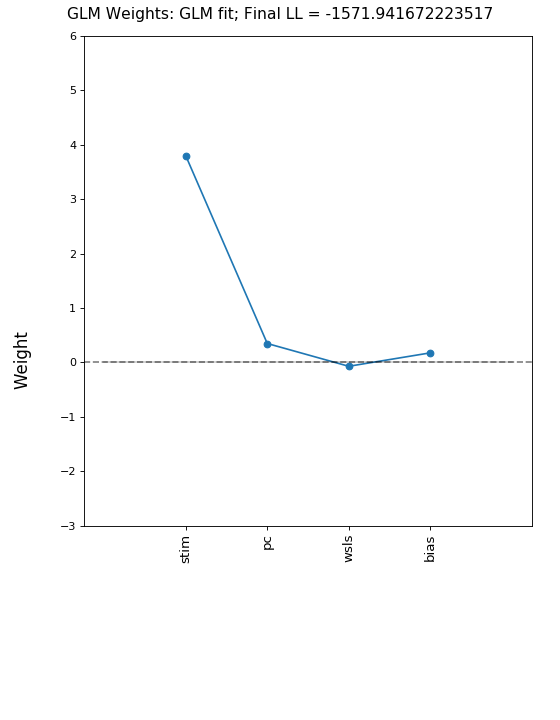 GLM Weights: GLM fit; Final LL = -1571.941672223517
6
5
4
3
2
1
0
−1
−2
−3
Weight
stim
pc
wsls
bias